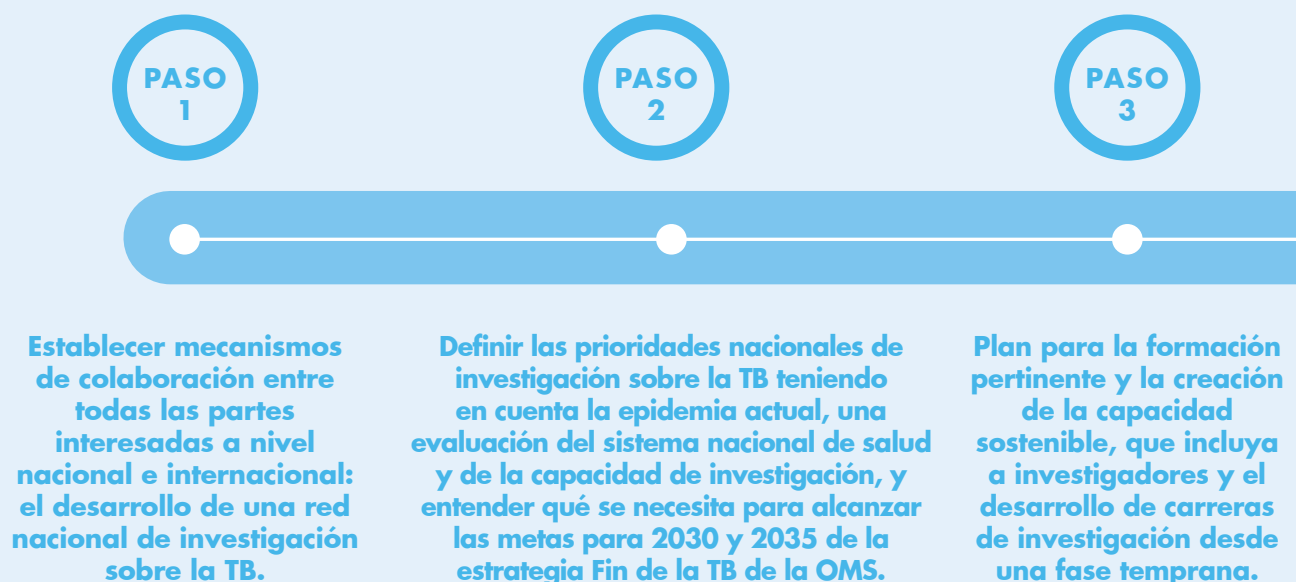 PASO
1
Establecer mecanismos
de colaboración entre
todas las partes
interesadas a nivel
nacional e internacional:
el desarrollo de una red
nacional de investigación
sobre la TB.
PASO
2
Definir las prioridades nacionales de
investigación sobre la TB teniendo
en cuenta la epidemia actual, una
evaluación del sistema nacional de salud
y de la capacidad de investigación, y
entender qué se necesita para alcanzar
las metas para 2030 y 2035 de la
estrategia Fin de la TB de la OMS.
PASO
3
Plan para la formación
pertinente y la creación
de la capacidad
sostenible, que incluya
a investigadores y el
desarrollo de carreras
de investigación desde
una fase temprana.